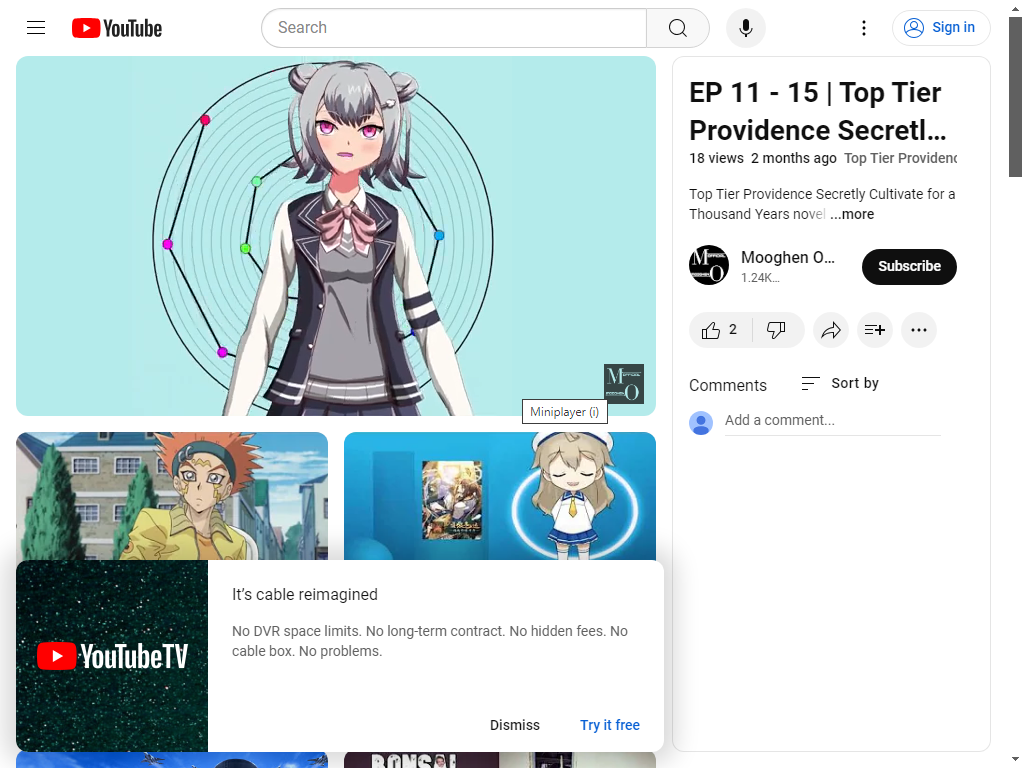 YouTube
Search
Sign in
EP 11 - 15 | Top Tier
Providence Secretl...
18 views 2 months ago Top Tier Providenc
Top Tier Providence Secretly Cultivate for a
Thousand Years novel ...more
Mooghen O...
1.24K...
Subscribe
2
Comments
Sort by
Add a comment...
MO
Miniplayer (i)
YouTubeTV
It's cable reimagined
No DVR space limits. No long-term contract. No hidden fees. No
cable box. No problems.
Dismiss
Try it free
BONSAI